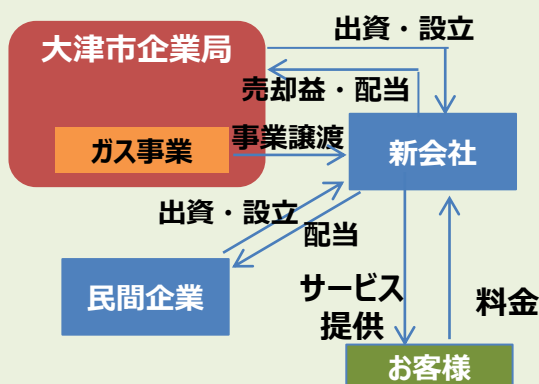 出資・設立
大津市企業局
売却益・配当
ガス事業
事業譲渡
新会社
出資・設立
配当
民間企業
サービス
提供
料金
お客様